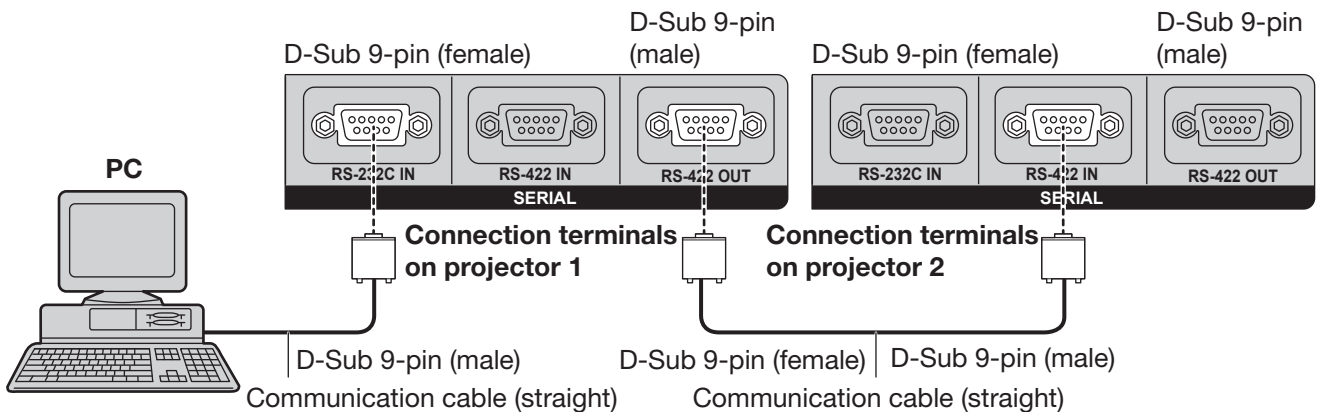 D-Sub 9-pin (female)
D-Sub 9-pin
(male)
D-Sub 9-pin (female)
D-Sub 9-pin
(male)
RS-232C IN
RS-422 IN
RS-422 OUT
SERIAL
RS-232C IN
RS-422 IN
RS-422 OUT
SERIAL
PC
Connection terminals
on projector 1
Connection terminals
on projector 2
D-Sub 9-pin (male)
Communication cable (straight)
D-Sub 9-pin (female)
D-Sub 9-pin (male)
Communication cable (straight)